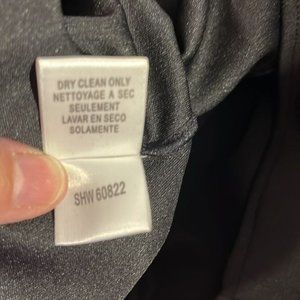 DRY CLEAN ONLY
NETTOYAGE A SEC
SEULEMENT
LAVAR EN SECO
SOLAMENTE
SHW 60822